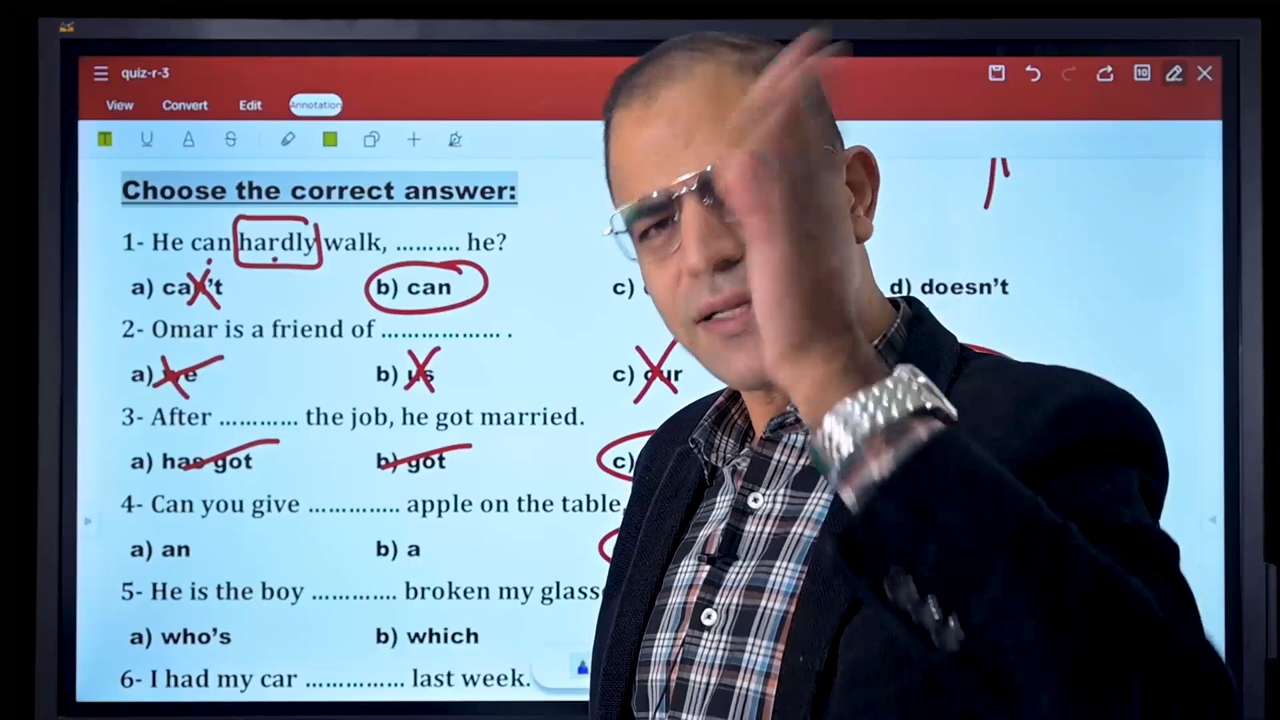 quiz-r-3
View Convert Edit Annotation
Choose the correct answer:
1- He can hardly walk, .......... he?
a) can't b) can c) d) doesn't
2- Omar is a friend of .................. .
a) we b) us c) our
3- After ............ the job, he got married.
a) has got b) got c)
4- Can you give .............. apple on the table,
a) an b) a
5- He is the boy ............. broken my glass
a) who's b) which
6- I had my car ............... last week.